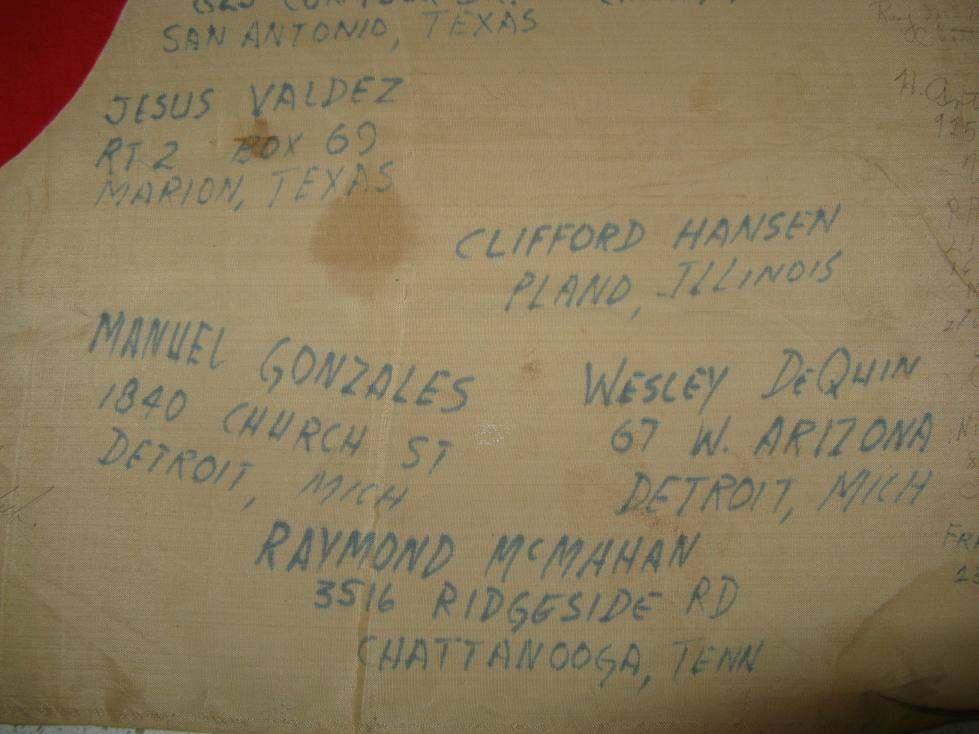 SAN ANTONIO, TEXAS
JESUS VALDEZ
RT 2 BOX 69
MARION, TEXAS
CLIFFORD HANSEN
PLANO, ILLINOIS
MANUEL GONZALES
1840 CHURCH ST
DETROIT, MICH
WESLEY DEQUIN
67 W. ARIZONA
DETROIT, MICH
RAYMOND MCMAHAN
3516 RIDGESIDE RD
CHATTANOOGA, TENN